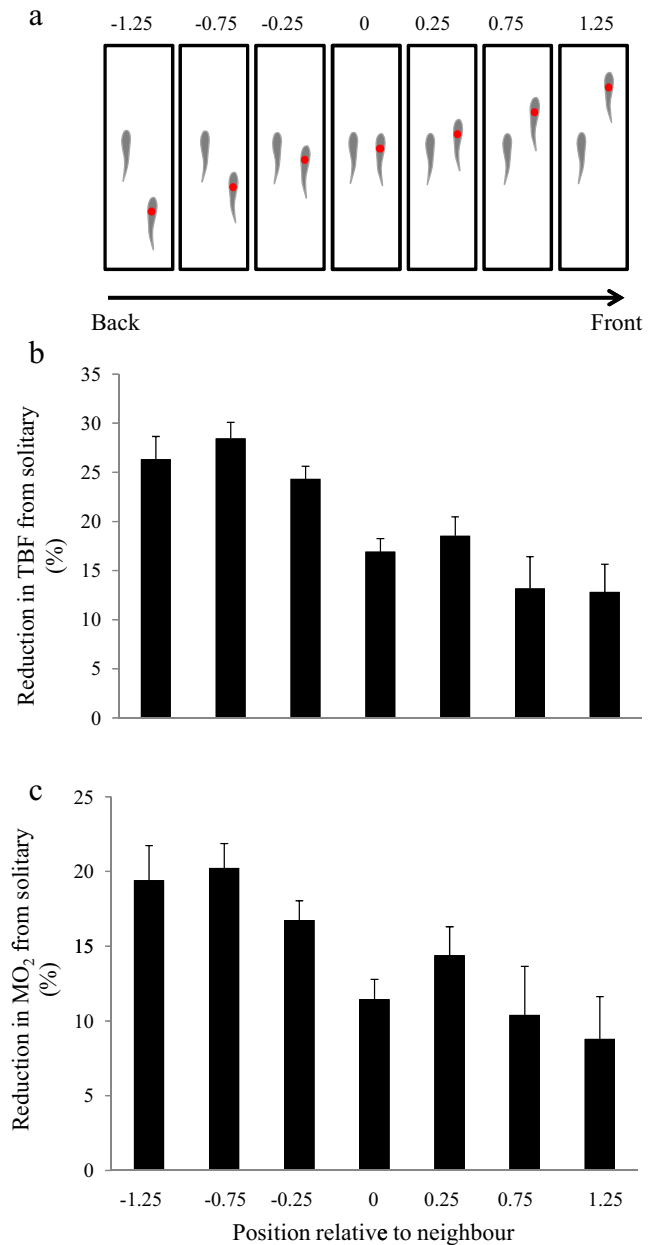 a
-1.25 -0.75 -0.25 0 0.25 0.75 1.25
Back Front
b
Reduction in TBF from solitary
(%)
35
30
25
20
15
10
5
0
c
Reduction in MO₂ from solitary
(%)
25
20
15
10
5
0
-1.25 -0.75 -0.25 0 0.25 0.75 1.25
Position relative to neighbour